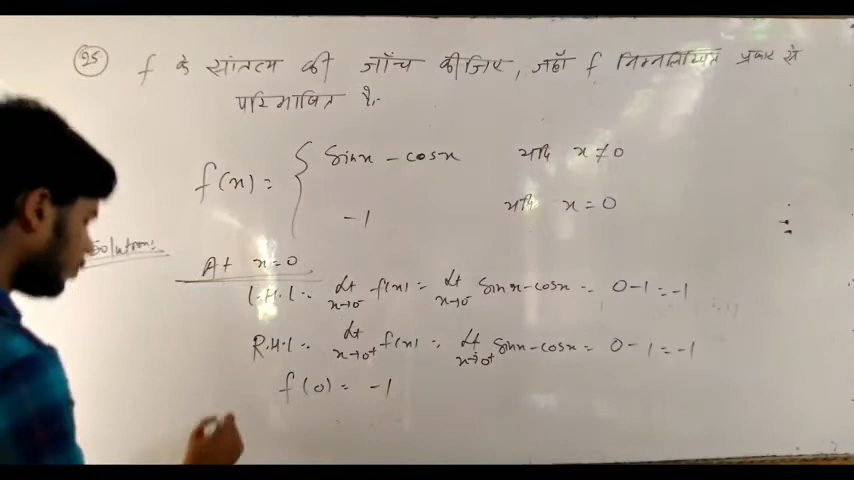 25 f के सांतत्य की जाँच कीजिए, जहाँ f निम्नलिखित प्रकार से
परिभाषित है,-
f(x) = { sinx - cosx यदि x ≠ 0
-1 यदि x = 0
Solution:-
At x=0
L.H.L = Lt x→0⁻ f(x) = Lt x→0⁻ sinx - cosx = 0-1 = -1
R.H.L = Lt x→0⁺ f(x) = Lt x→0⁺ sinx - cosx = 0-1 = -1
f(0) = -1